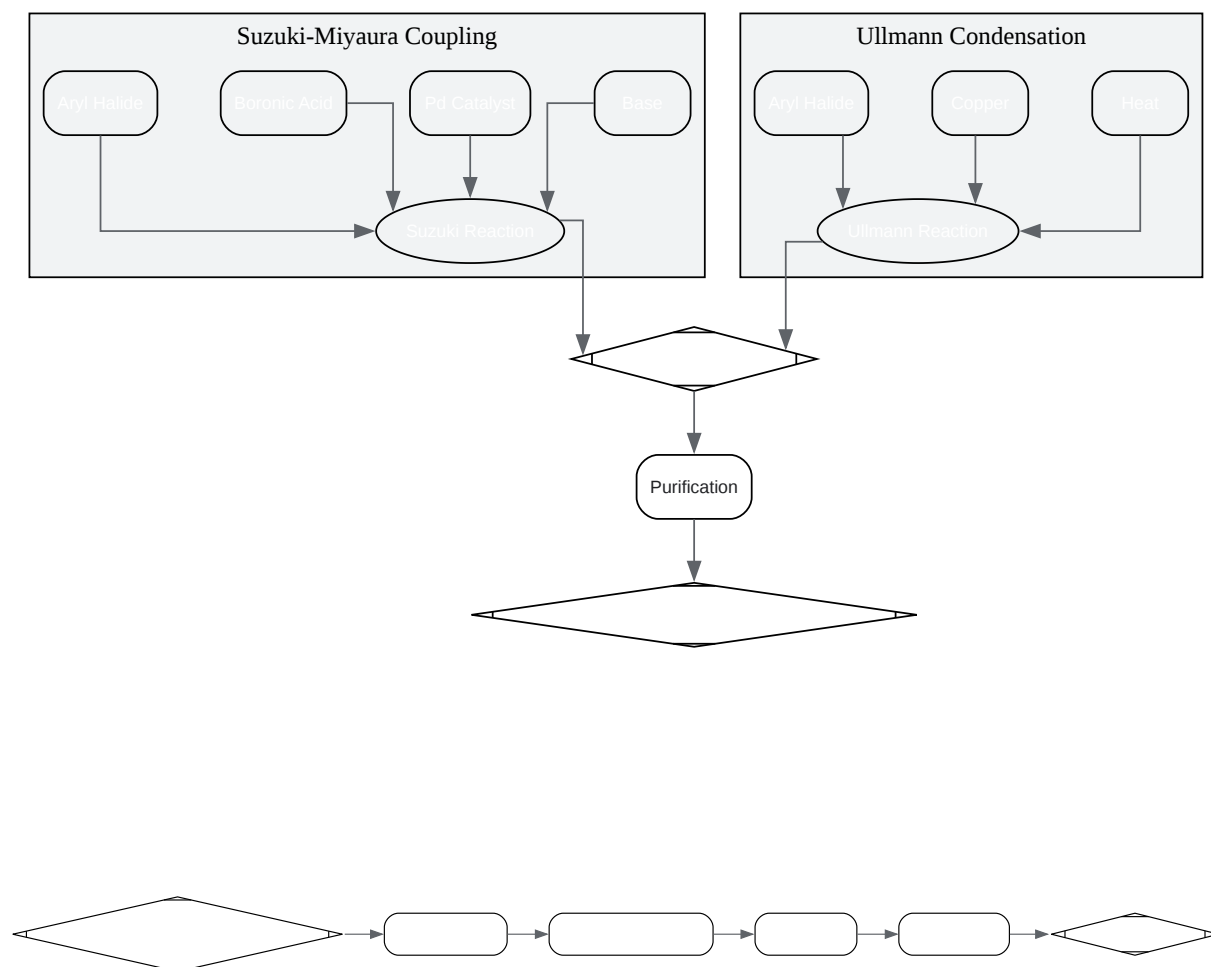 Suzuki-Miyaura Coupling
Ullmann Condensation
Aryl Halide
Boronic Acid
Pd Catalyst
Base
Aryl Halide
Copper
Heat
Suzuki Reaction
Ullmann Reaction
Purification